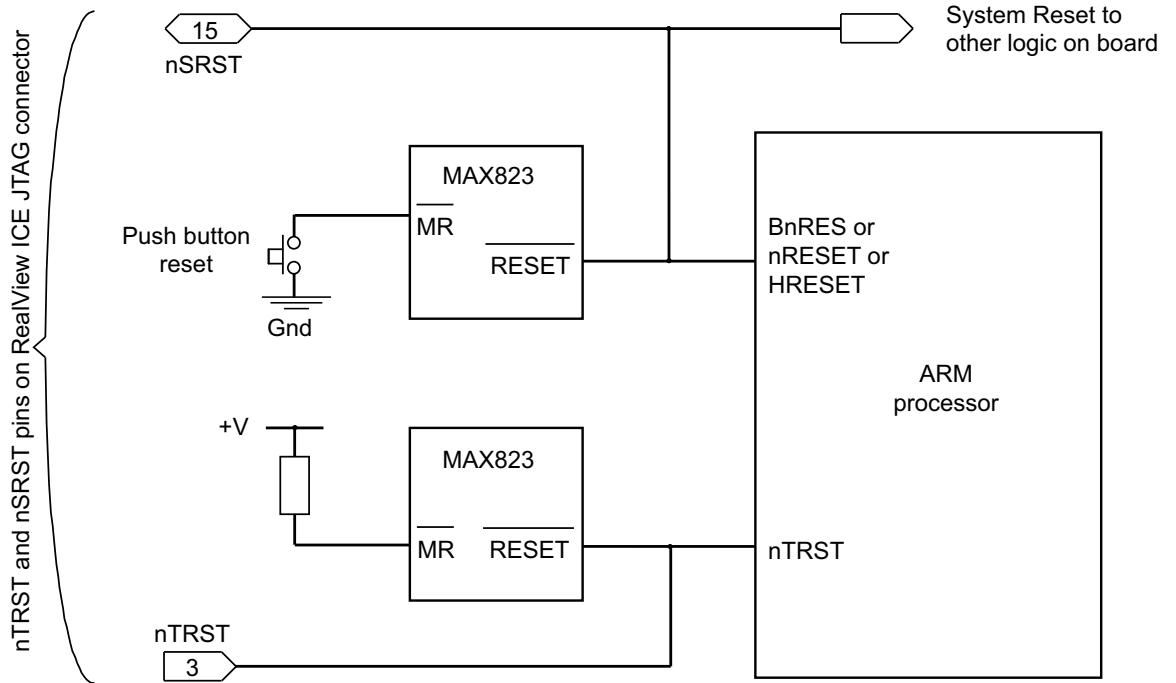 nTRST and nSRST pins on RealView ICE JTAG connector
15
nSRST
System Reset to
other logic on board
MAX823
MR
RESET
Push button
reset
Gnd
BnRES or
nRESET or
HRESET
ARM
processor
+V
MAX823
MR
RESET
nTRST
nTRST
3